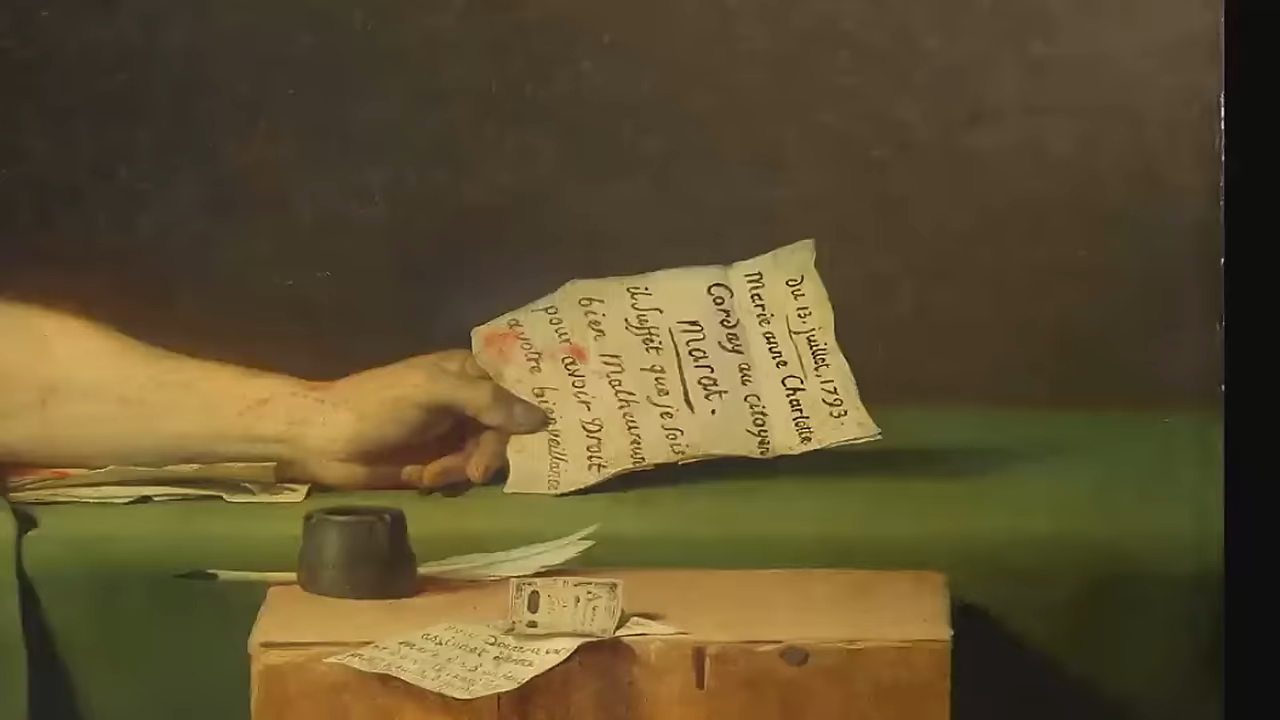 du 13. juillet, 1793.
Marie anne Charlotte
Corday au citoyen
Marat.
il suffit que je sois
bien Malheureuse
pour avoir Droit
a votre bienveillance